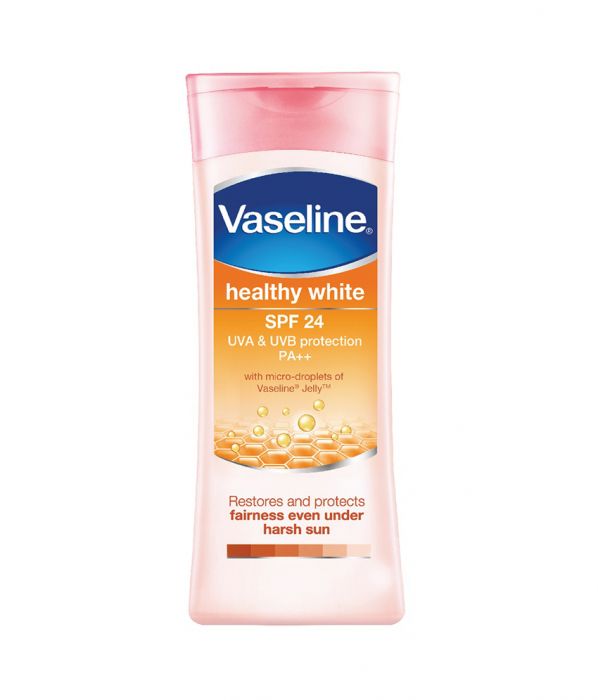 Vaseline®
healthy white
SPF 24
UVA & UVB protection
PA++
with micro-droplets of
Vaseline® Jelly™
Restores and protects
fairness even under
harsh sun